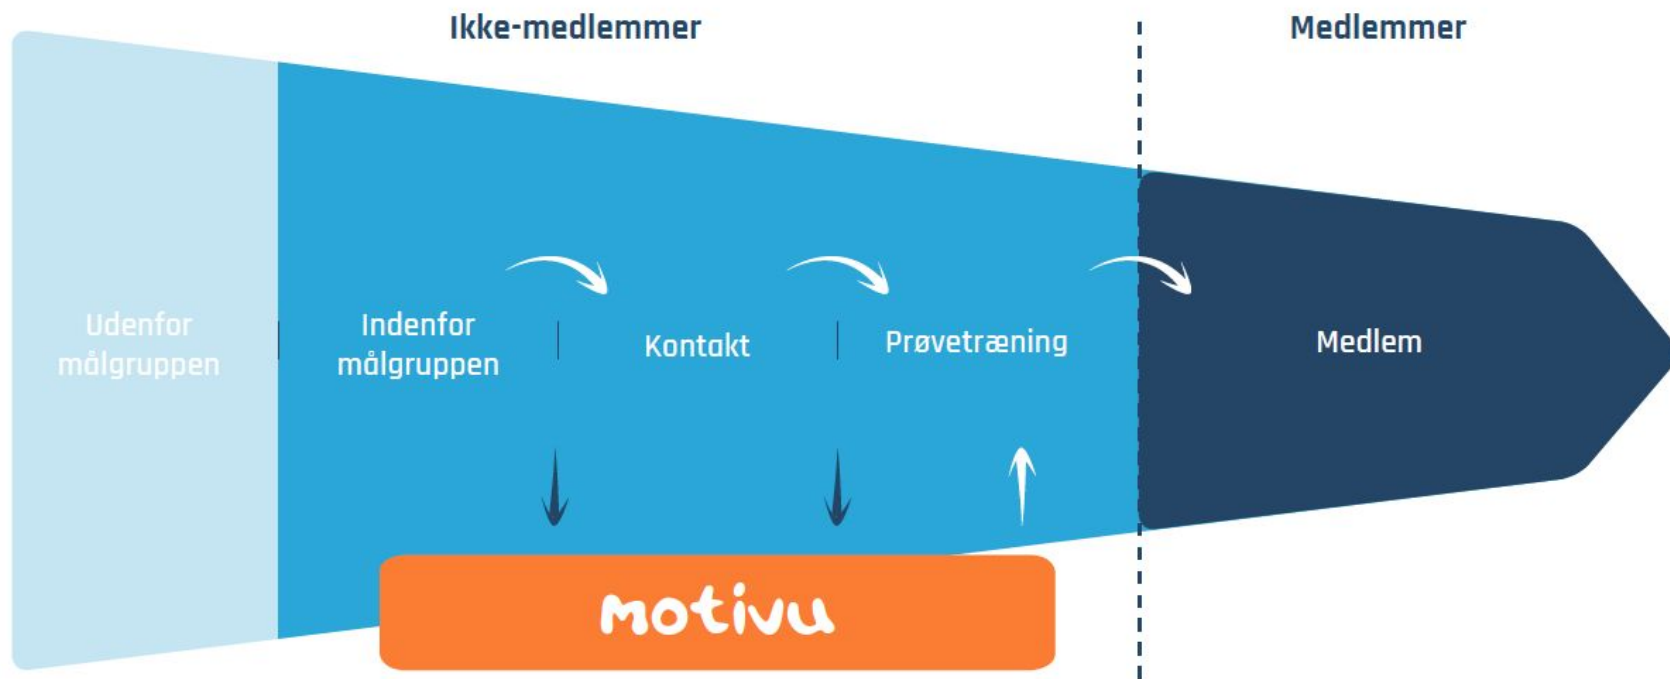 Ikke-medlemmer
Medlemmer
Udenfor
målgruppen
Indenfor
målgruppen
Kontakt
Prøvetræning
Medlem
motivu